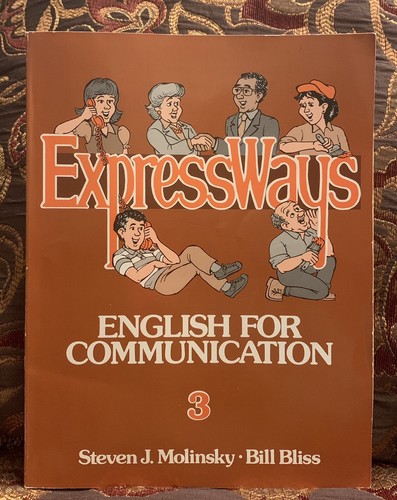 ExpressWays
ENGLISH FOR
COMMUNICATION
3
Steven J. Molinsky · Bill Bliss